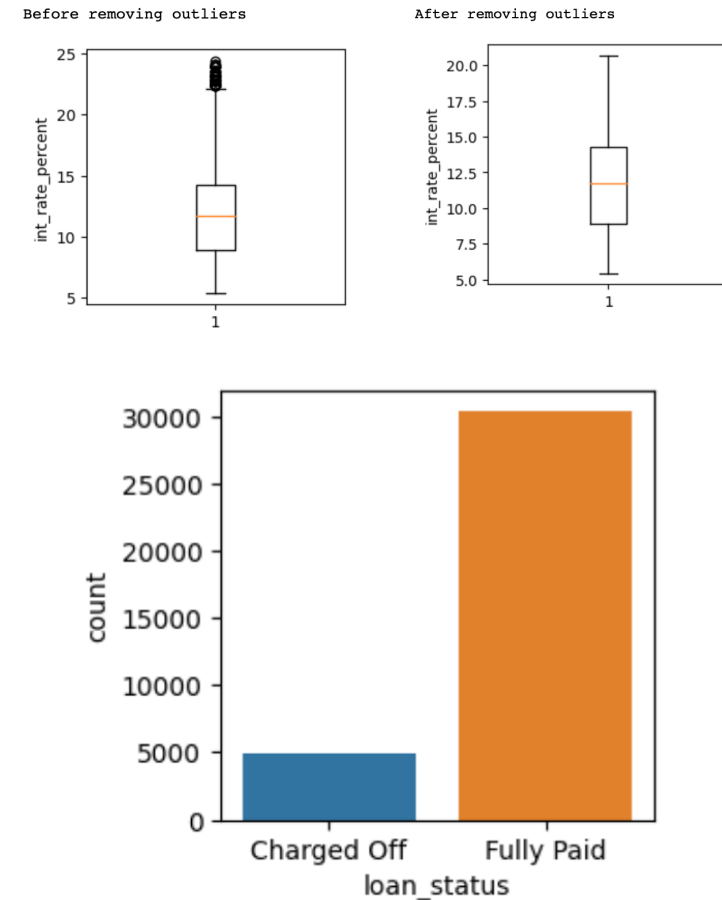 Before removing outliers
After removing outliers
25
20
15
10
5
int_rate_percent
1
20.0
17.5
15.0
12.5
10.0
7.5
5.0
int_rate_percent
1
30000
25000
20000
15000
10000
5000
0
count
Charged Off
Fully Paid
loan_status